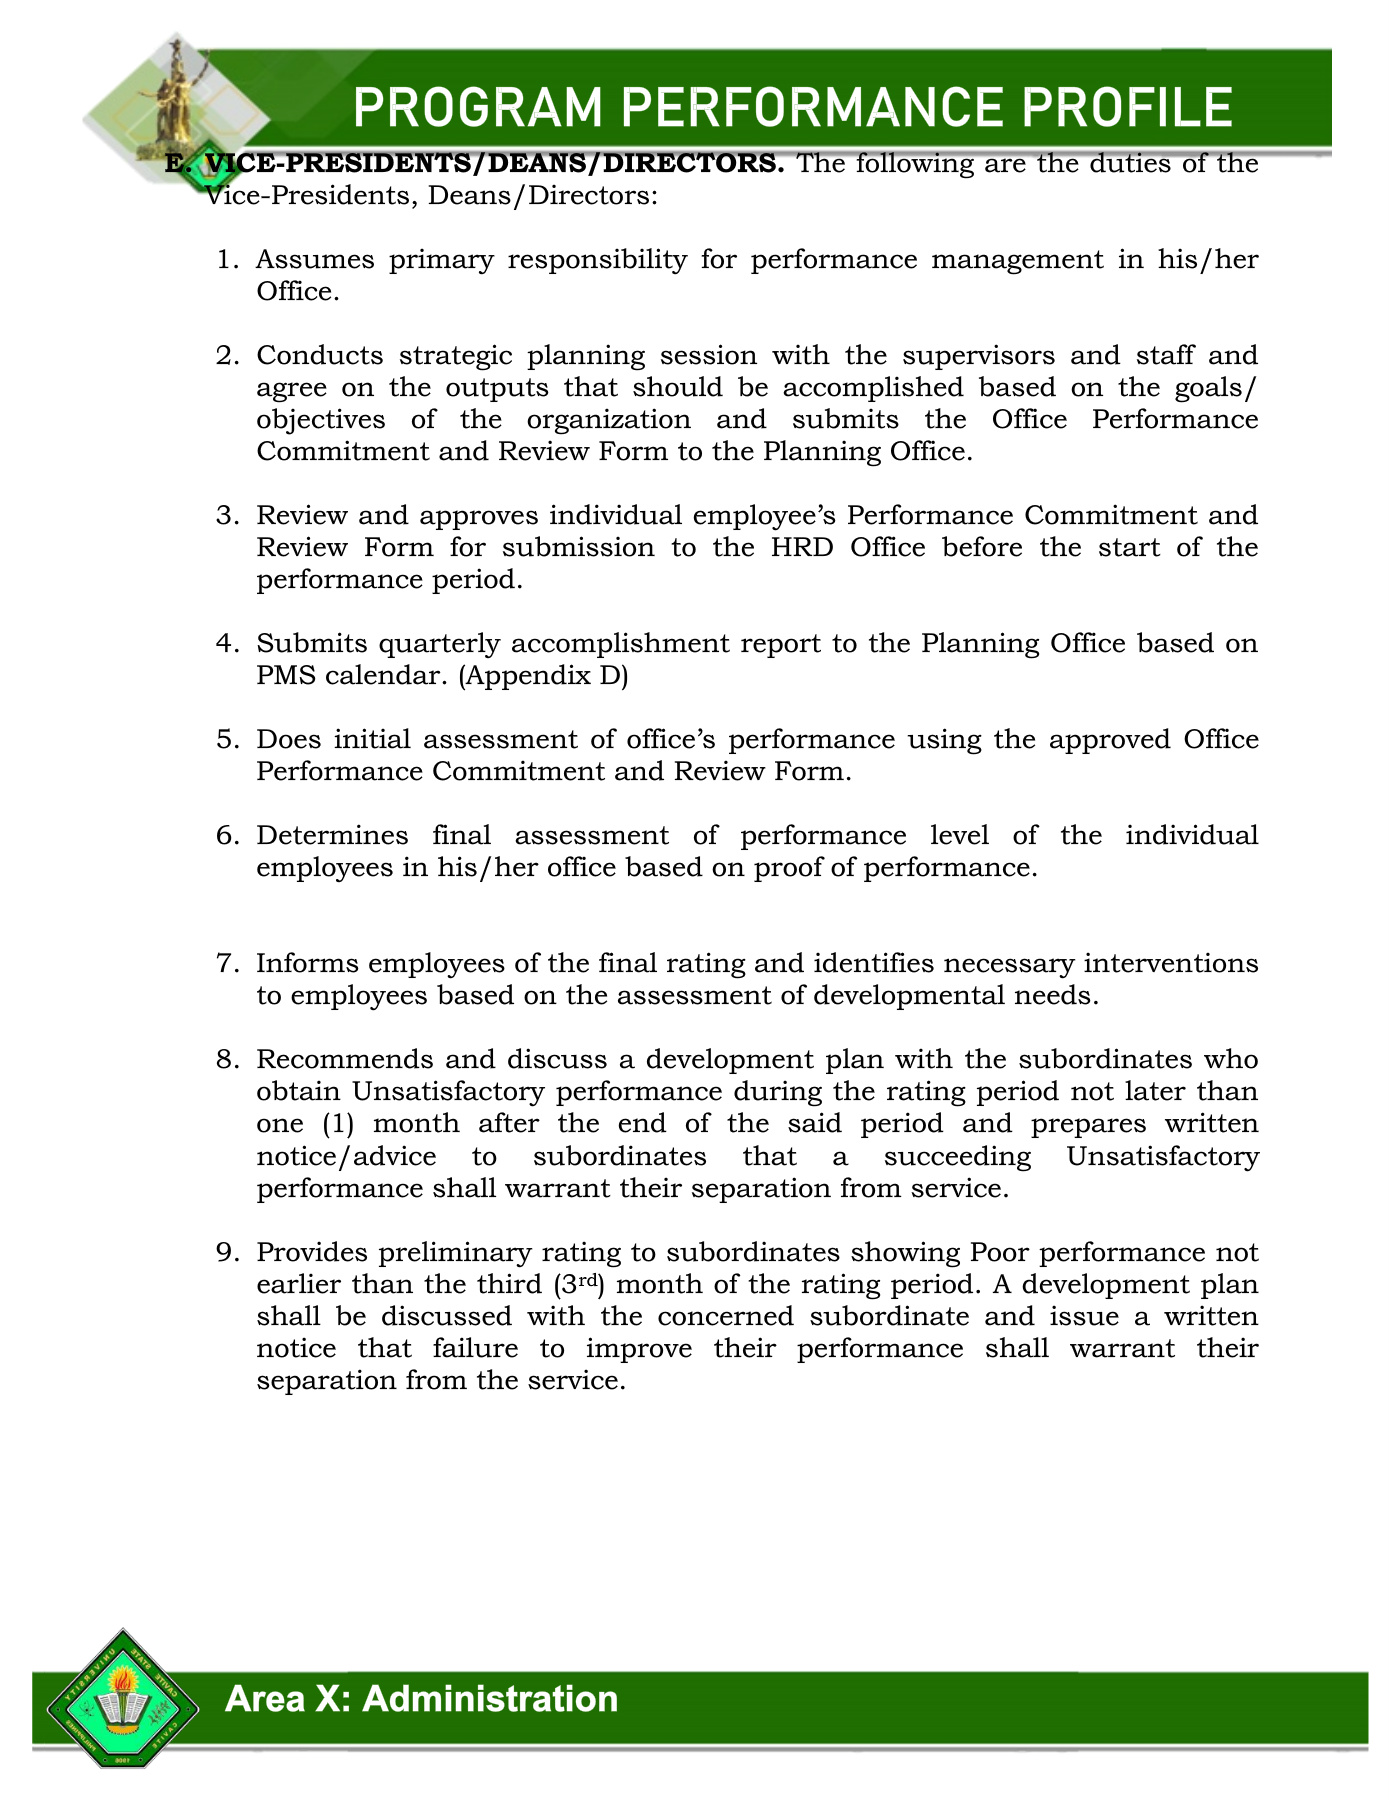 PROGRAM PERFORMANCE PROFILE
E. VICE-PRESIDENTS/DEANS/DIRECTORS. The following are the duties of the
Vice-Presidents, Deans/Directors:
1. Assumes primary responsibility for performance management in his/her
Office.
2. Conducts strategic planning session with the supervisors and staff and
agree on the outputs that should be accomplished based on the goals/
objectives of the organization and submits the Office Performance
Commitment and Review Form to the Planning Office.
3. Review and approves individual employee’s Performance Commitment and
Review Form for submission to the HRD Office before the start of the
performance period.
4. Submits quarterly accomplishment report to the Planning Office based on
PMS calendar. (Appendix D)
5. Does initial assessment of office’s performance using the approved Office
Performance Commitment and Review Form.
6. Determines final assessment of performance level of the individual
employees in his/her office based on proof of performance.
7. Informs employees of the final rating and identifies necessary interventions
to employees based on the assessment of developmental needs.
8. Recommends and discuss a development plan with the subordinates who
obtain Unsatisfactory performance during the rating period not later than
one (1) month after the end of the said period and prepares written
notice/advice to subordinates that a succeeding Unsatisfactory
performance shall warrant their separation from service.
9. Provides preliminary rating to subordinates showing Poor performance not
earlier than the third (3rd) month of the rating period. A development plan
shall be discussed with the concerned subordinate and issue a written
notice that failure to improve their performance shall warrant their
separation from the service.
CAVITE STATE UNIVERSITY
CAVITE PHILIPPINES
1906
Area X: Administration